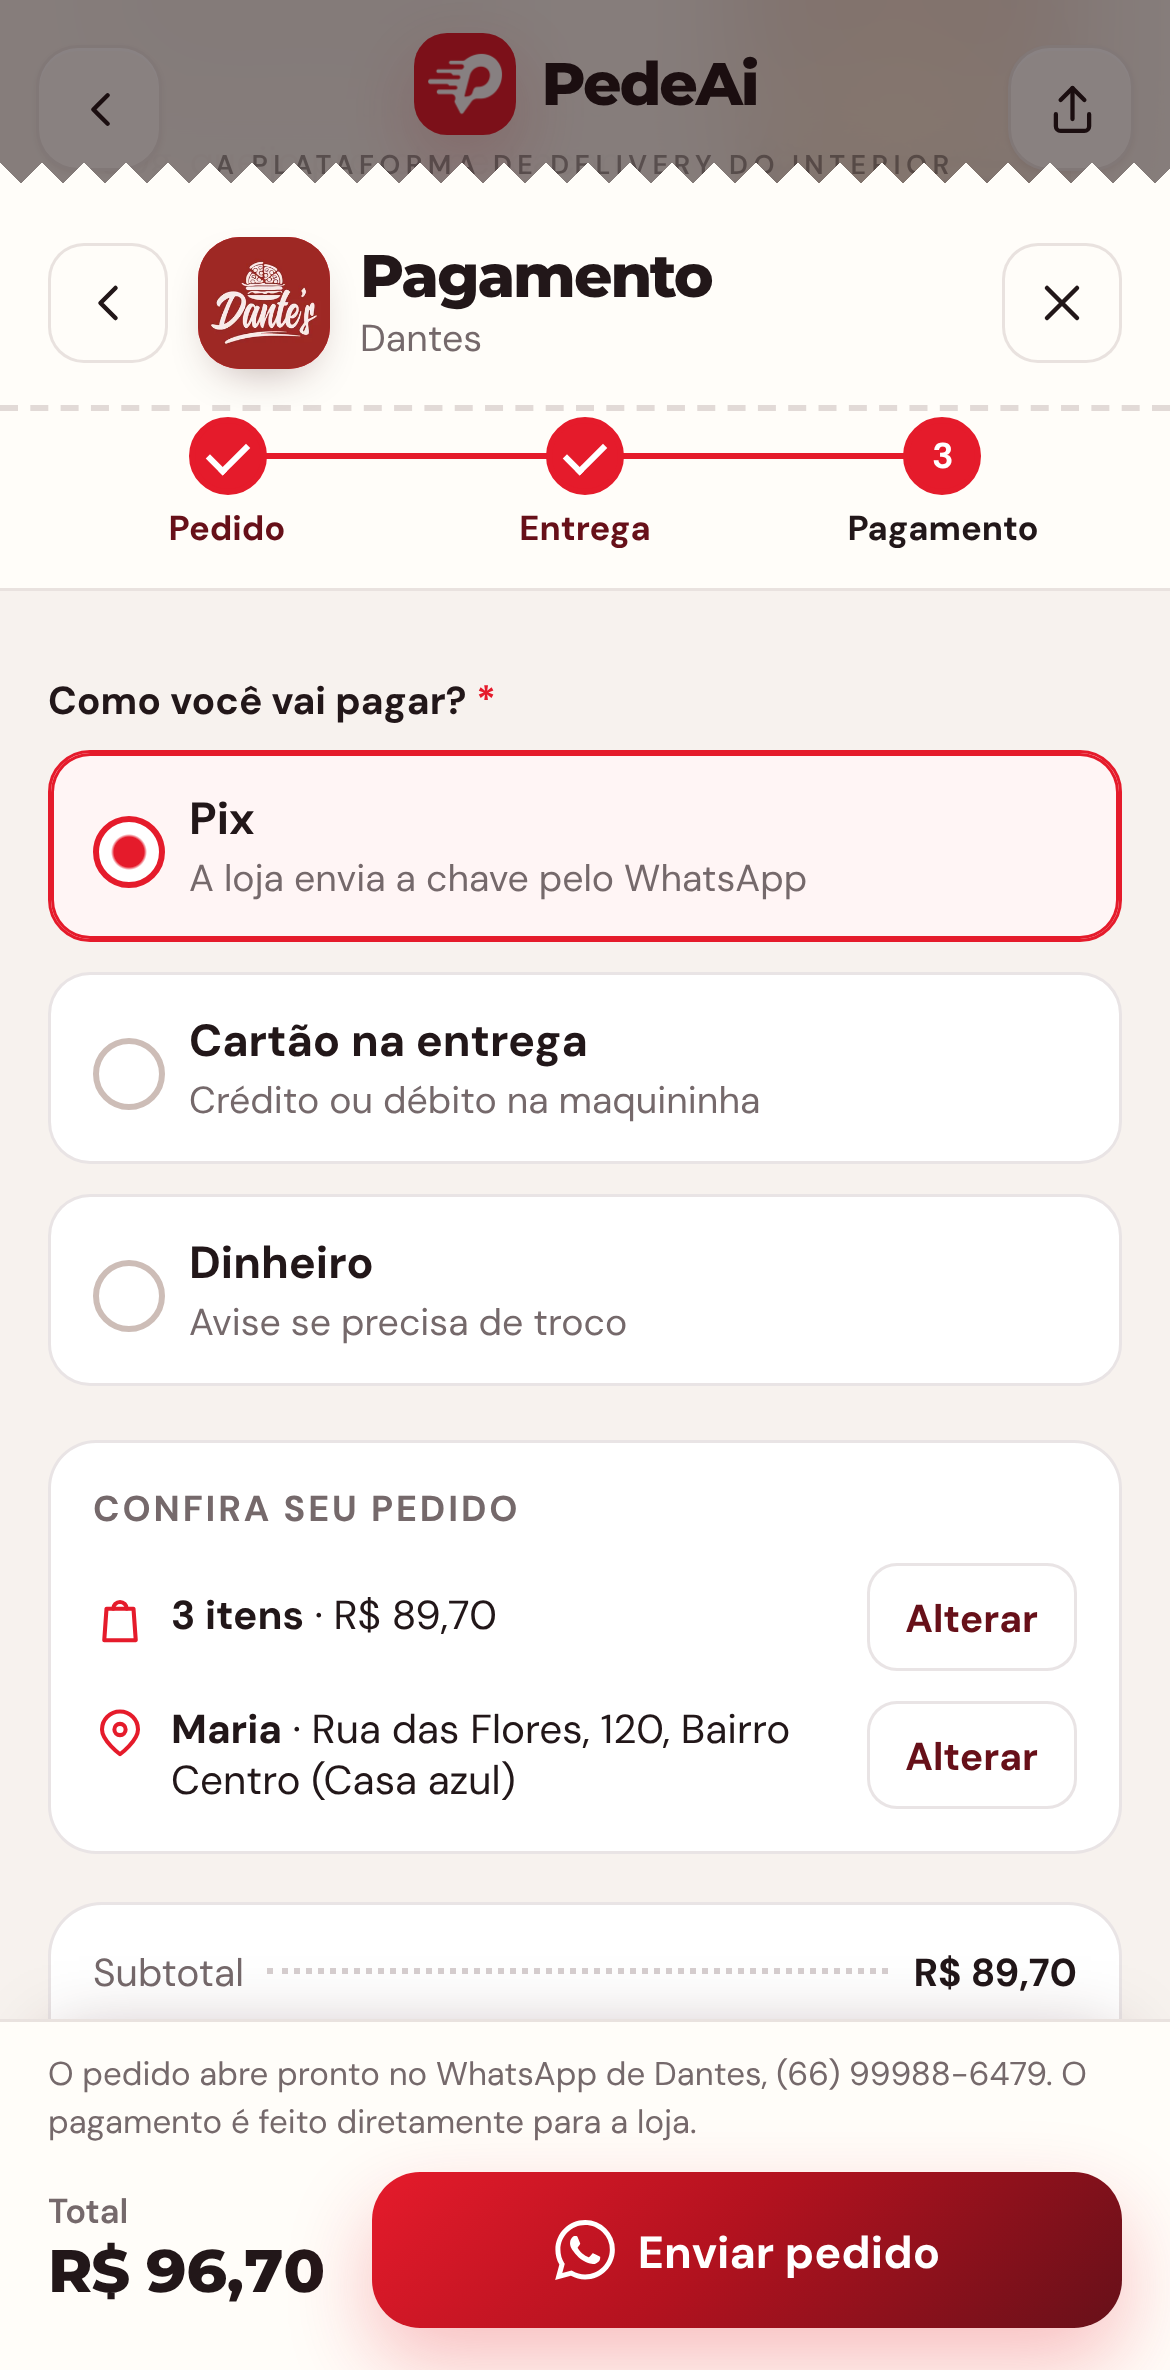 PedeAi
A PLATAFORMA DE DELIVERY DO INTERIOR
Dante's
Pagamento
Dantes
3
Pedido
Entrega
Pagamento
Como você vai pagar? *
Pix
A loja envia a chave pelo WhatsApp
Cartão na entrega
Crédito ou débito na maquininha
Dinheiro
Avise se precisa de troco
CONFIRA SEU PEDIDO
3 itens · R$ 89,70
Alterar
Maria · Rua das Flores, 120, Bairro
Centro (Casa azul)
Alterar
Subtotal R$ 89,70
O pedido abre pronto no WhatsApp de Dantes, (66) 99988-6479. O
pagamento é feito diretamente para a loja.
Total
R$ 96,70
Enviar pedido